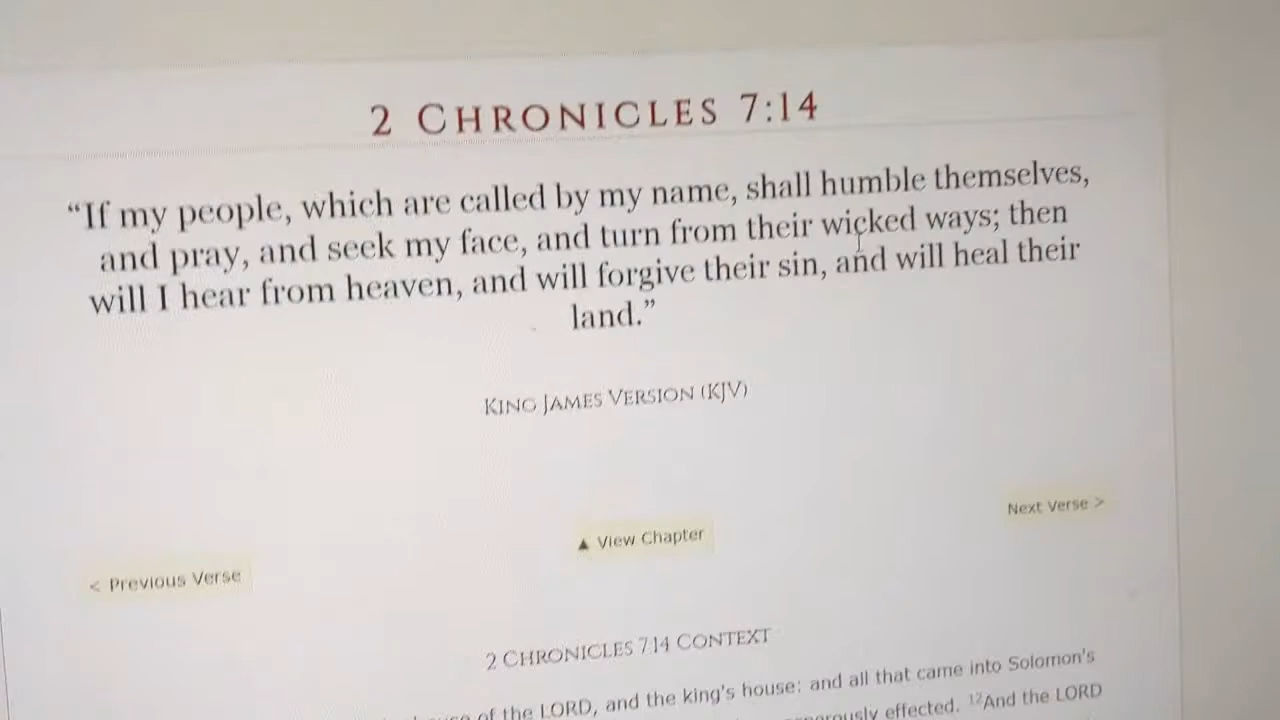 2 CHRONICLES 7:14
“If my people, which are called by my name, shall humble themselves,
and pray, and seek my face, and turn from their wicked ways; then
will I hear from heaven, and will forgive their sin, and will heal their
land.”
KING JAMES VERSION (KJV)
Next Verse >
▲ View Chapter
< Previous Verse
2 CHRONICLES 7:14 CONTEXT
of the LORD, and the king's house: and all that came into Solomon's
effected. ¹²And the LORD